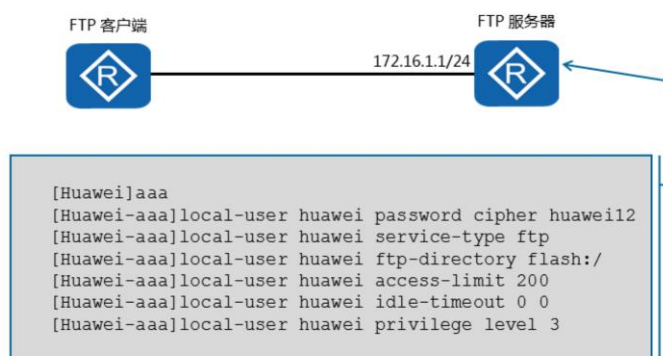 FTP 客户端
FTP 服务器
172.16.1.1/24
R
R
[Huawei]aaa
[Huawei-aaa]local-user huawei password cipher huawei12
[Huawei-aaa]local-user huawei service-type ftp
[Huawei-aaa]local-user huawei ftp-directory flash:/
[Huawei-aaa]local-user huawei access-limit 200
[Huawei-aaa]local-user huawei idle-timeout 0 0
[Huawei-aaa]local-user huawei privilege level 3